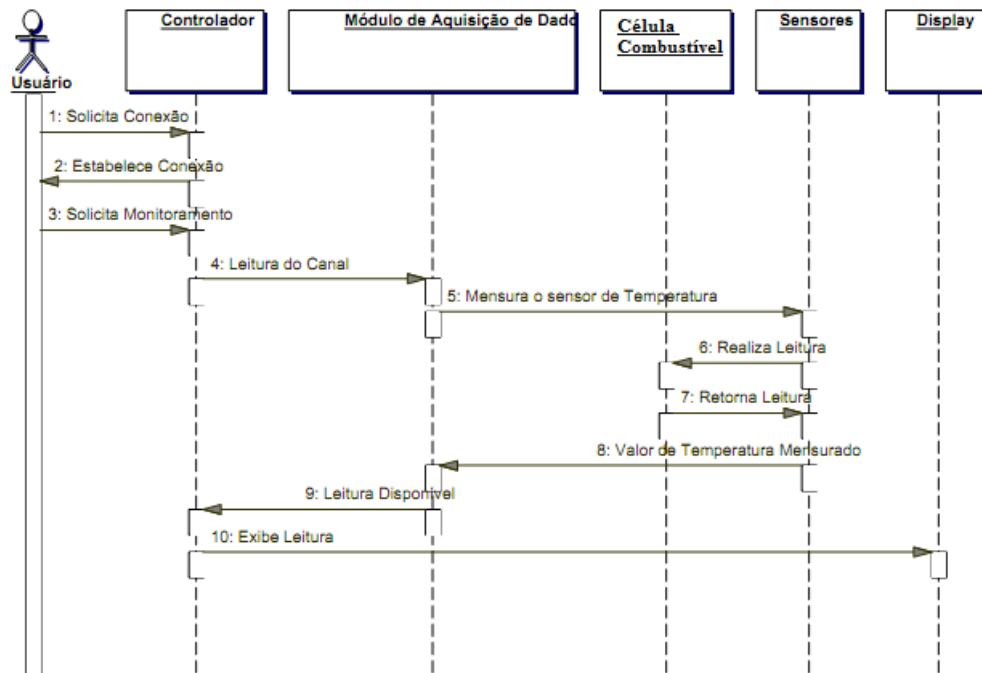 Controlador
Módulo de Aquisição de Dado
Célula
Combustível
Sensores
Display
Usuário
1: Solicita Conexão
2: Estabelece Conexão
3: Solicita Monitoramento
4: Leitura do Canal
5: Mensura o sensor de Temperatura
6: Realiza Leitura
7: Retorna Leitura
8: Valor de Temperatura Mensurado
9: Leitura Disponível
10: Exibe Leitura